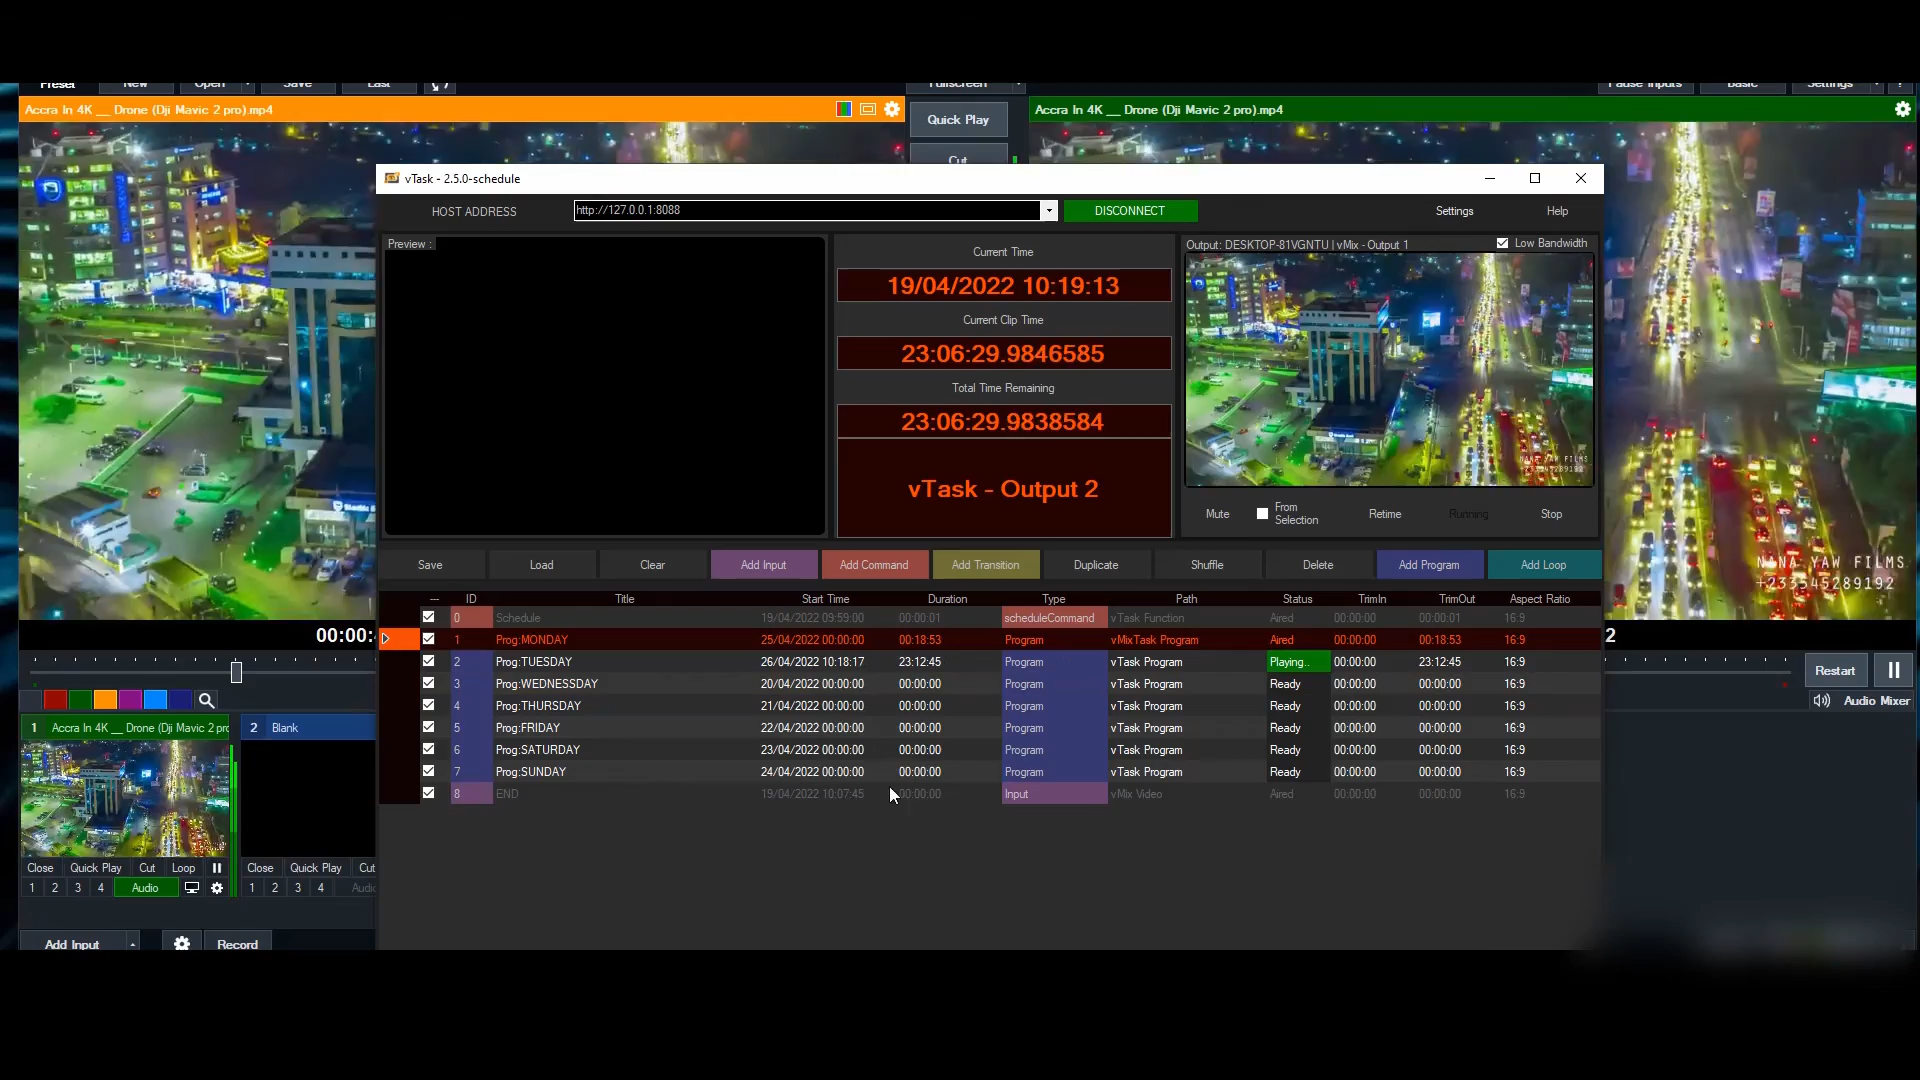 Preset New Open Save Last Fullscreen Pause Inputs Basic Settings
Accra In 4K __ Drone (Dji Mavic 2 pro).mp4
Quick Play
Cut
Accra In 4K __ Drone (Dji Mavic 2 pro).mp4
vTask - 2.5.0-schedule
HOST ADDRESS http://127.0.0.1:8088 DISCONNECT Settings Help
Preview :
Current Time
19/04/2022 10:19:13
Current Clip Time
23:06:29.9846585
Total Time Remaining
23:06:29.9838584
vTask - Output 2
Output: DESKTOP-81VGNTU | vMix - Output 1 Low Bandwidth
NANA YAW FILMS
+233545289192
Mute From Selection Retime Running Stop
NANA YAW FILMS
+233545289192
Save Load Clear Add Input Add Command Add Transition Duplicate Shuffle Delete Add Program Add Loop
--- ID Title Start Time Duration Type Path Status TrimIn TrimOut Aspect Ratio
0 Schedule 19/04/2022 09:59:00 00:00:01 scheduleCommand vTask Function Aired 00:00:00 00:00:01 16:9
1 Prog:MONDAY 25/04/2022 00:00:00 00:18:53 Program vMixTask Program Aired 00:00:00 00:18:53 16:9
2 Prog:TUESDAY 26/04/2022 10:18:17 23:12:45 Program vTask Program Playing.. 00:00:00 23:12:45 16:9
3 Prog:WEDNESSDAY 20/04/2022 00:00:00 00:00:00 Program vTask Program Ready 00:00:00 00:00:00 16:9
4 Prog:THURSDAY 21/04/2022 00:00:00 00:00:00 Program vTask Program Ready 00:00:00 00:00:00 16:9
5 Prog:FRIDAY 22/04/2022 00:00:00 00:00:00 Program vTask Program Ready 00:00:00 00:00:00 16:9
6 Prog:SATURDAY 23/04/2022 00:00:00 00:00:00 Program vTask Program Ready 00:00:00 00:00:00 16:9
7 Prog:SUNDAY 24/04/2022 00:00:00 00:00:00 Program vTask Program Ready 00:00:00 00:00:00 16:9
8 END 19/04/2022 10:07:45 00:00:00 Input vMix Video Aired 00:00:00 00:00:00 16:9
00:00:
2
Restart
Audio Mixer
1 Accra In 4K __ Drone (Dji Mavic 2 pro
2 Blank
Close Quick Play Cut Loop
1 2 3 4 Audio
Close Quick Play Cut
1 2 3 4 Audio
Add Input Record